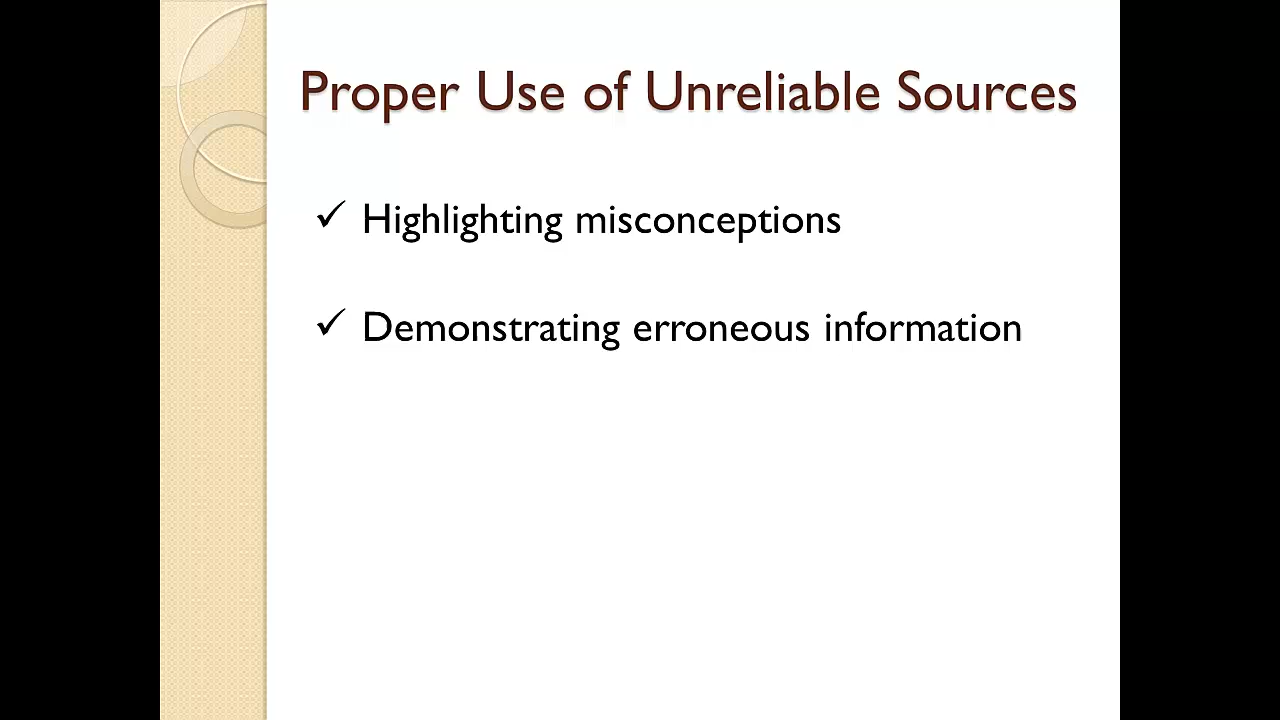 Proper Use of Unreliable Sources
✓ Highlighting misconceptions
✓ Demonstrating erroneous information